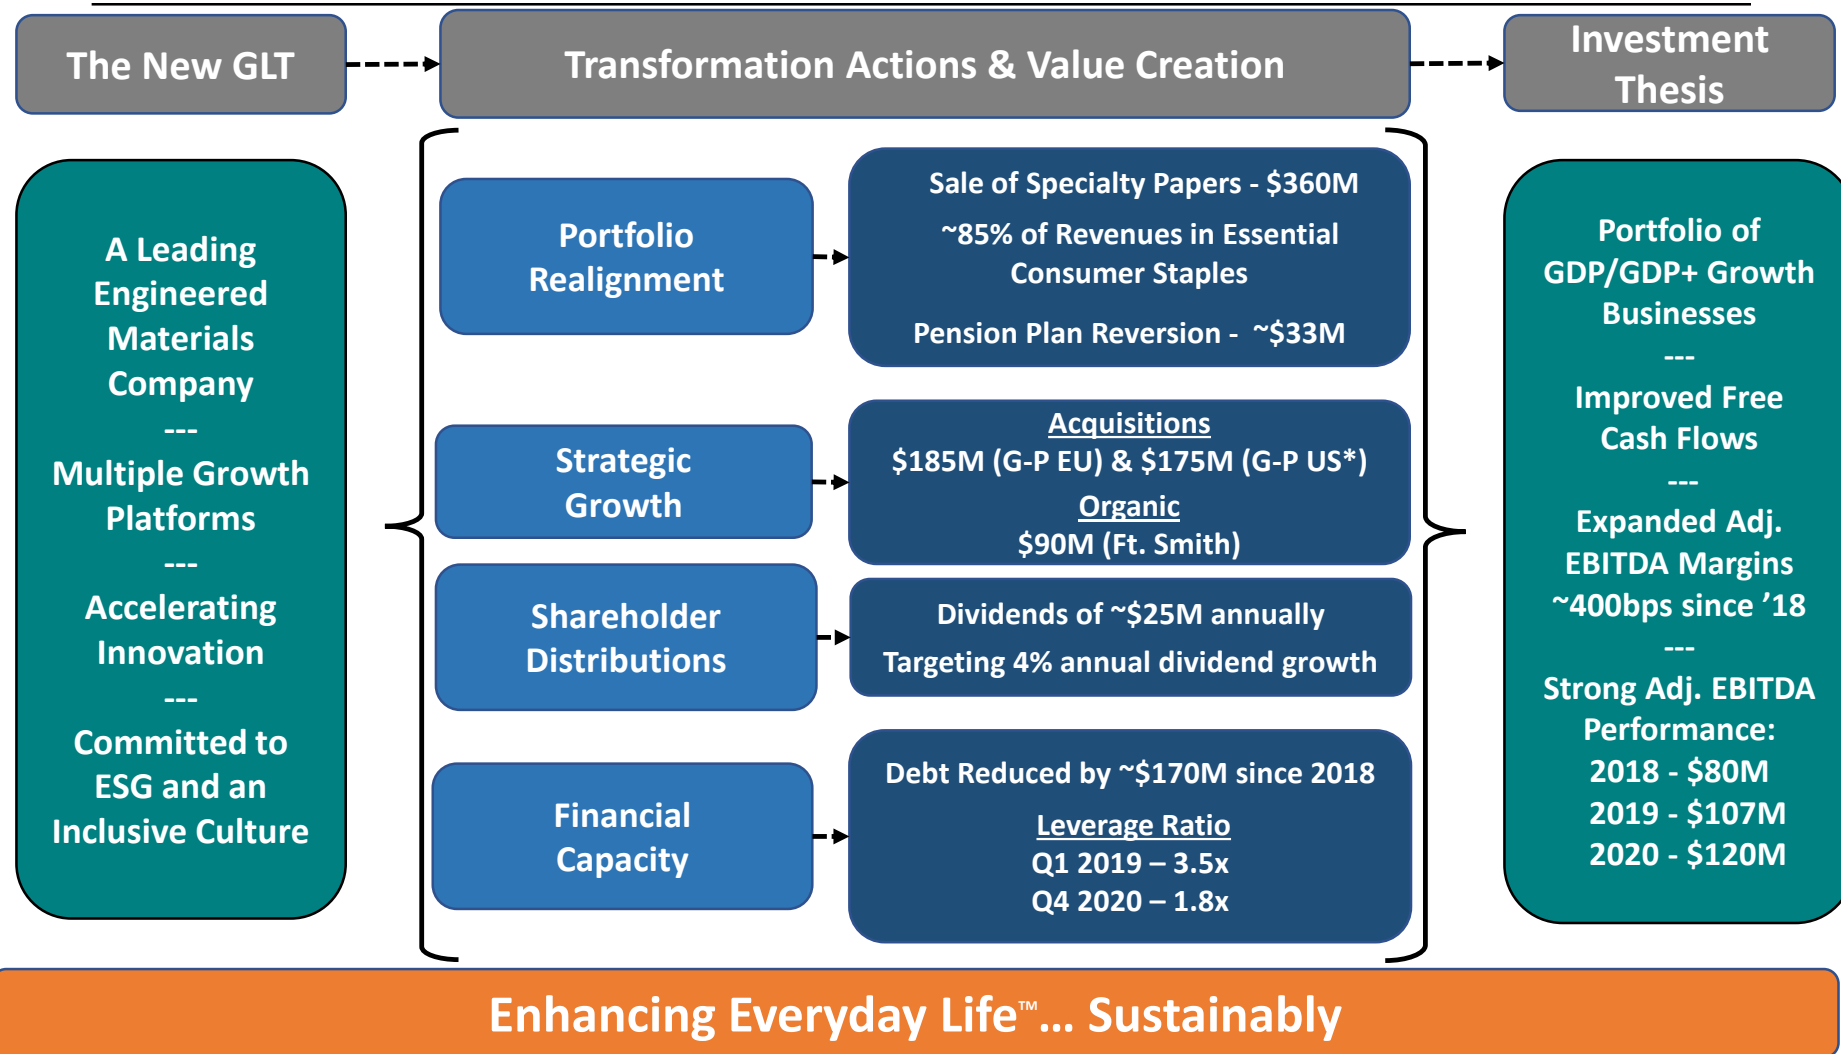 The New GLT
Transformation Actions & Value Creation
Investment
Thesis
A Leading
Engineered
Materials
Company
---
Multiple Growth
Platforms
---
Accelerating
Innovation
---
Committed to
ESG and an
Inclusive Culture
Portfolio
Realignment
Sale of Specialty Papers - $360M
~85% of Revenues in Essential
Consumer Staples
Pension Plan Reversion - ~$33M
Strategic
Growth
Acquisitions
$185M (G-P EU) & $175M (G-P US*)
Organic
$90M (Ft. Smith)
Shareholder
Distributions
Dividends of ~$25M annually
Targeting 4% annual dividend growth
Financial
Capacity
Debt Reduced by ~$170M since 2018
Leverage Ratio
Q1 2019 – 3.5x
Q4 2020 – 1.8x
Portfolio of
GDP/GDP+ Growth
Businesses
---
Improved Free
Cash Flows
---
Expanded Adj.
EBITDA Margins
~400bps since ’18
---
Strong Adj. EBITDA
Performance:
2018 - $80M
2019 - $107M
2020 - $120M
Enhancing Everyday Life™... Sustainably